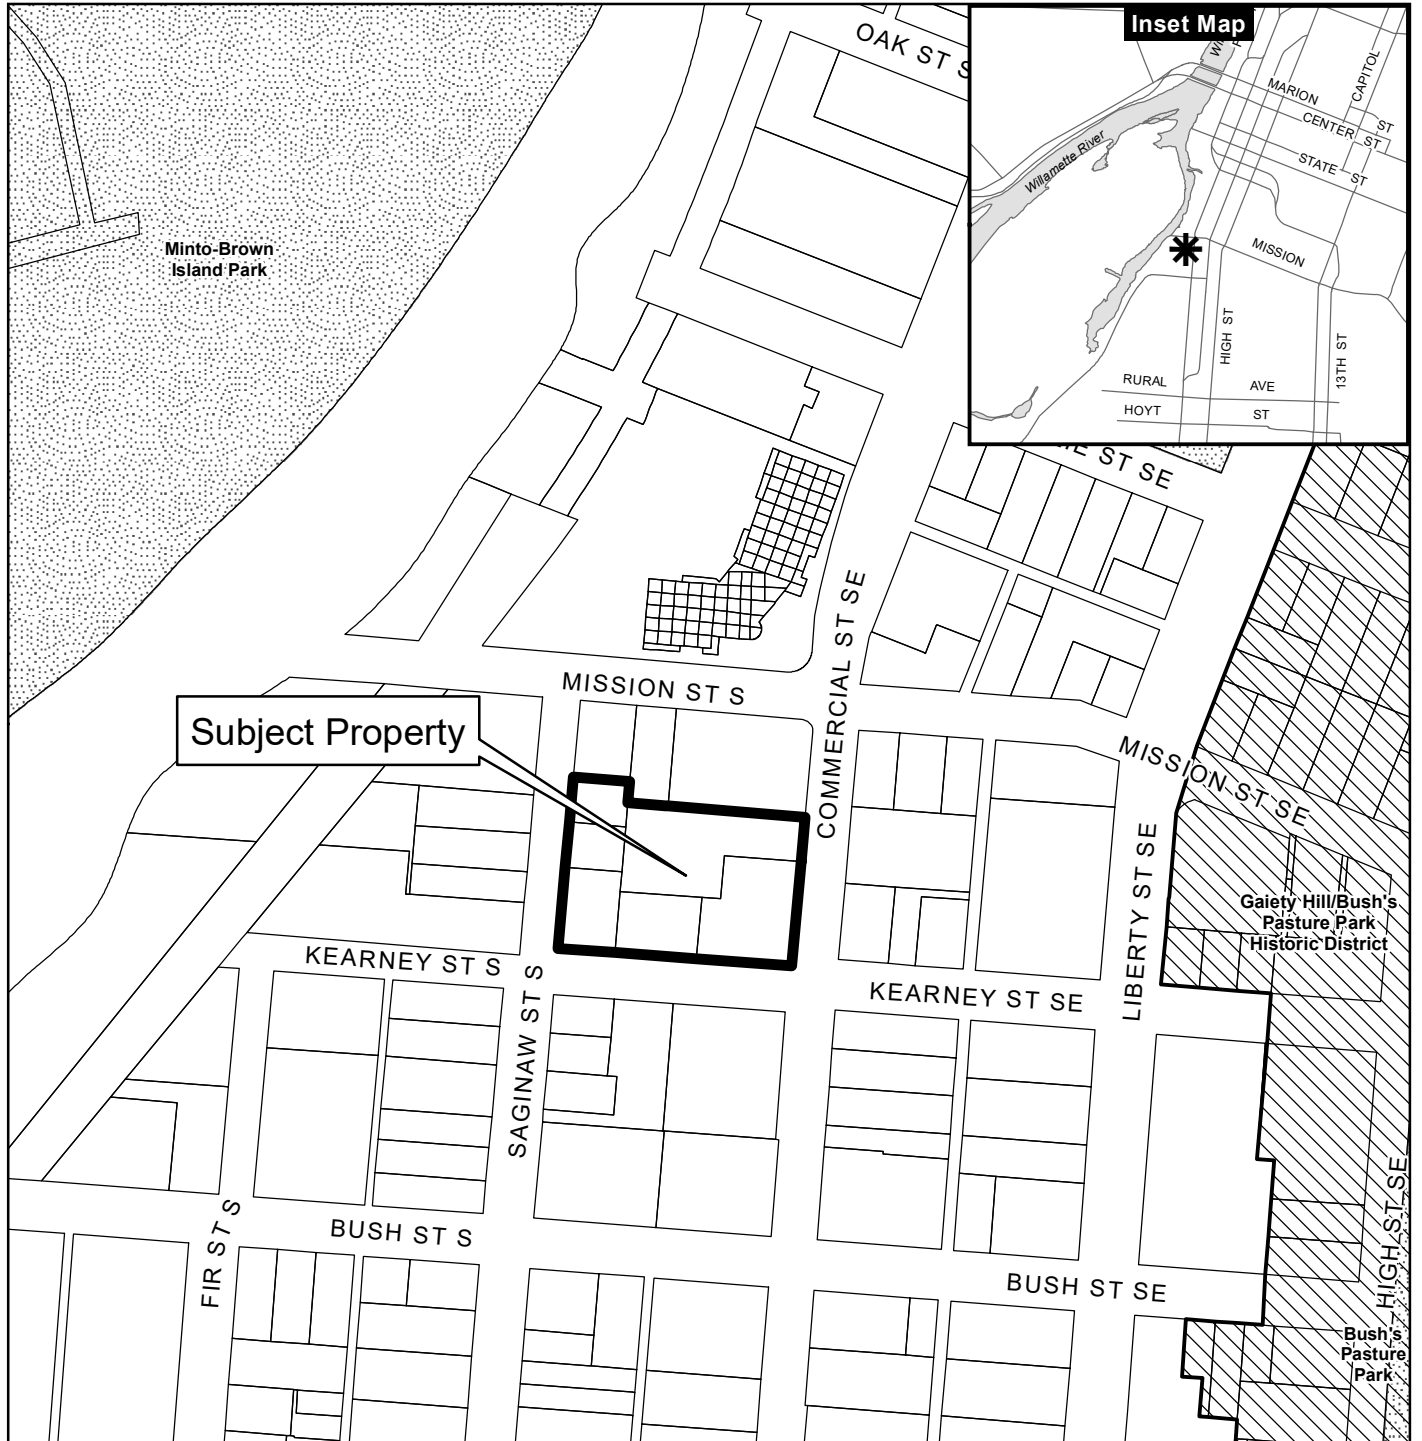 OAK ST S
Inset Map
MARION
ST
CAPITOL
CENTER
ST
STATE
ST
Willamette River
MISSION
HIGH ST
13TH ST
RURAL
AVE
HOYT
ST
Minto-Brown
Island Park
ST SE
MISSION ST S
COMMERCIAL ST SE
Subject Property
MISSION ST SE
LIBERTY ST SE
Gaiety Hill/Bush's
Pasture Park
Historic District
KEARNEY ST S
KEARNEY ST SE
SAGINAW ST S
FIR ST S
BUSH ST S
BUSH ST SE
HIGH ST SE
Bush's
Pasture
Park